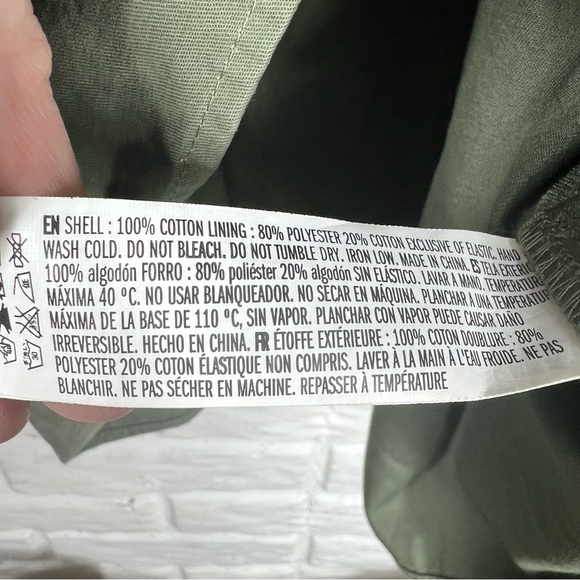 EN SHELL : 100% COTTON LINING : 80% POLYESTER 20% COTTON EXCLUSIVE OF ELASTIC. HAND
WASH COLD. DO NOT BLEACH. DO NOT TUMBLE DRY. IRON LOW. MADE IN CHINA. ES TELA EXTERIOR
100% algodón FORRO : 80% poliéster 20% algodón SIN ELÁSTICO. LAVAR A MANO, TEMPERATURA
MÁXIMA 40 ºC. NO USAR BLANQUEADOR. NO SECAR EN MÁQUINA. PLANCHAR A UNA TEMPERATURA
MÁXIMA DE LA BASE DE 110 ºC, SIN VAPOR. PLANCHAR CON VAPOR PUEDE CAUSAR DAÑO
IRREVERSIBLE. HECHO EN CHINA. FR ÉTOFFE EXTÉRIEURE : 100% COTON DOUBLURE : 80%
POLYESTER 20% COTON ÉLASTIQUE NON COMPRIS. LAVER À LA MAIN À L'EAU FROIDE. NE PAS
BLANCHIR. NE PAS SÉCHER EN MACHINE. REPASSER À TEMPÉRATURE